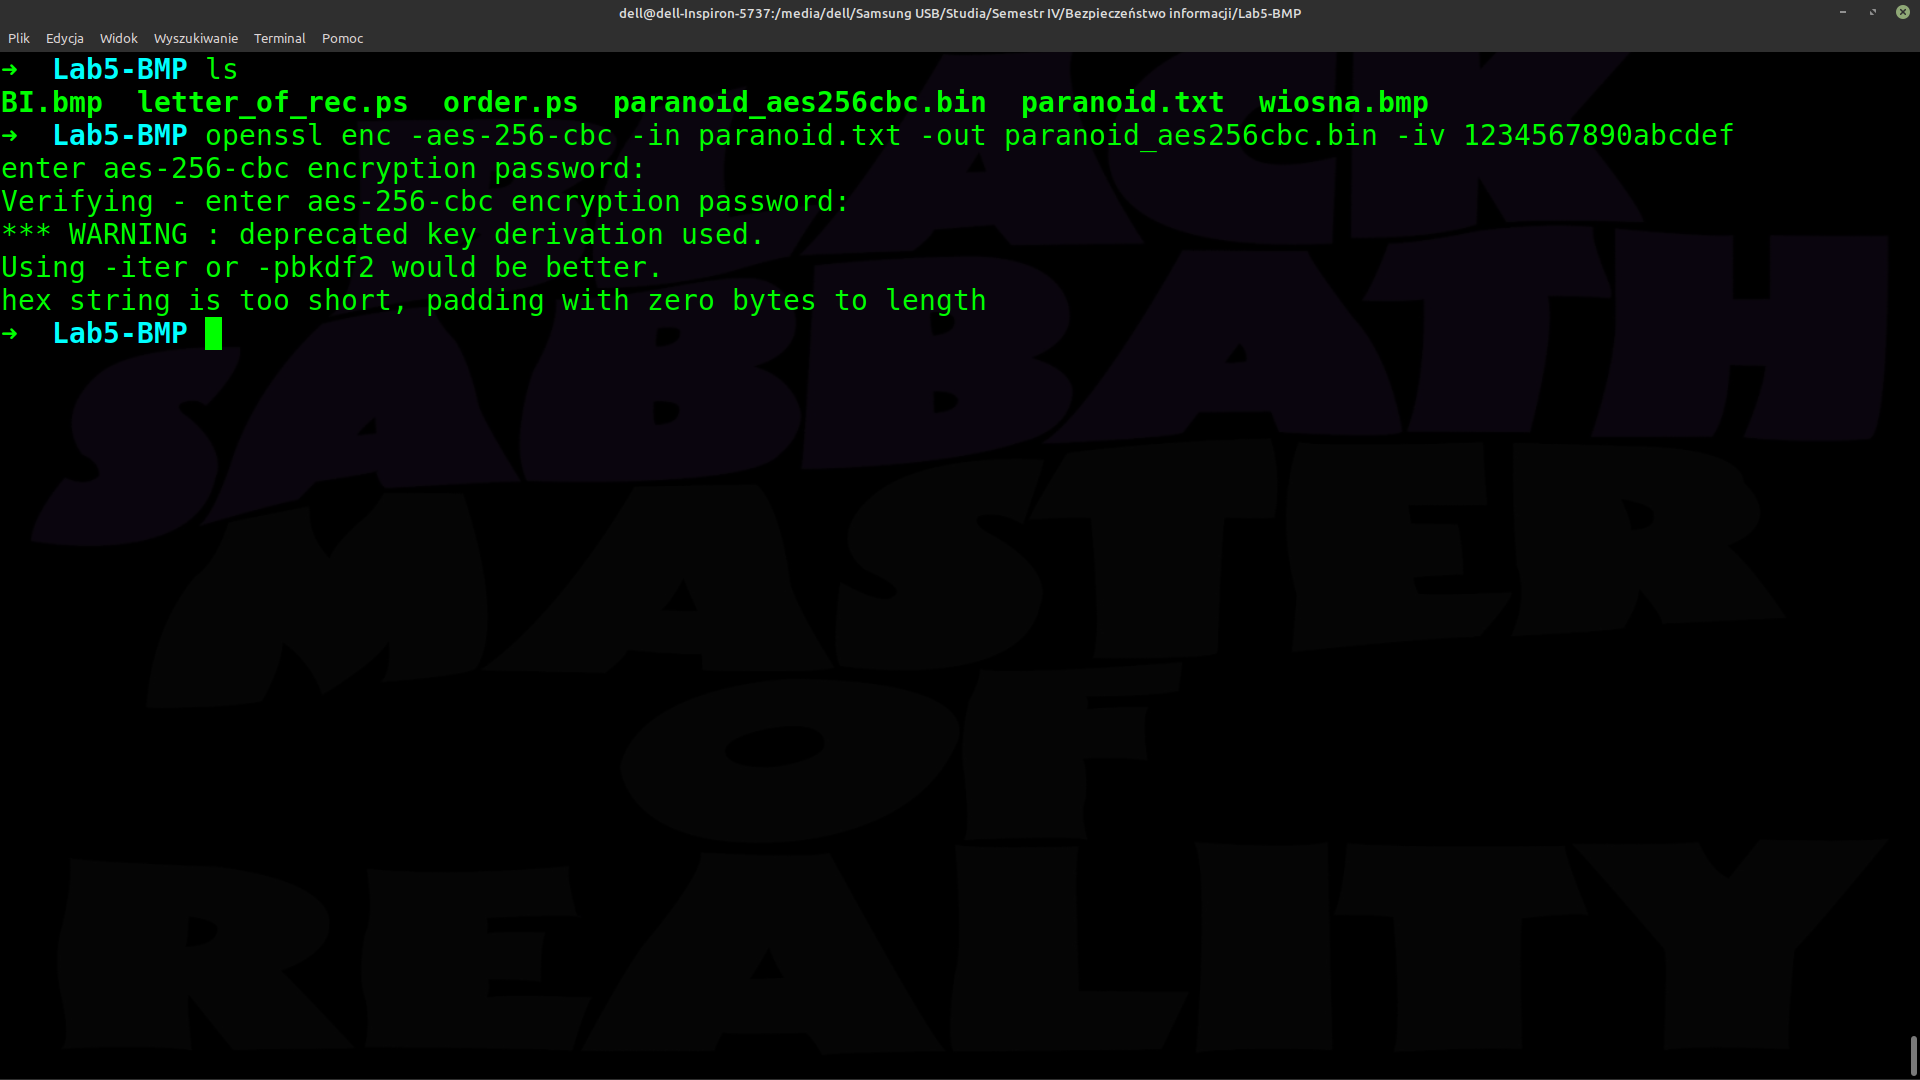 dell@dell-Inspiron-5737:/media/dell/Samsung USB/Studia/Semestr IV/Bezpieczeństwo informacji/Lab5-BMP
Plik Edycja Widok Wyszukiwanie Terminal Pomoc
➜ Lab5-BMP ls
BI.bmp letter_of_rec.ps order.ps paranoid_aes256cbc.bin paranoid.txt wiosna.bmp
➜ Lab5-BMP openssl enc -aes-256-cbc -in paranoid.txt -out paranoid_aes256cbc.bin -iv 1234567890abcdef
enter aes-256-cbc encryption password:
Verifying - enter aes-256-cbc encryption password:
*** WARNING : deprecated key derivation used.
Using -iter or -pbkdf2 would be better.
hex string is too short, padding with zero bytes to length
➜ Lab5-BMP
BLACK
SABBATH
MASTER
OF
REALITY